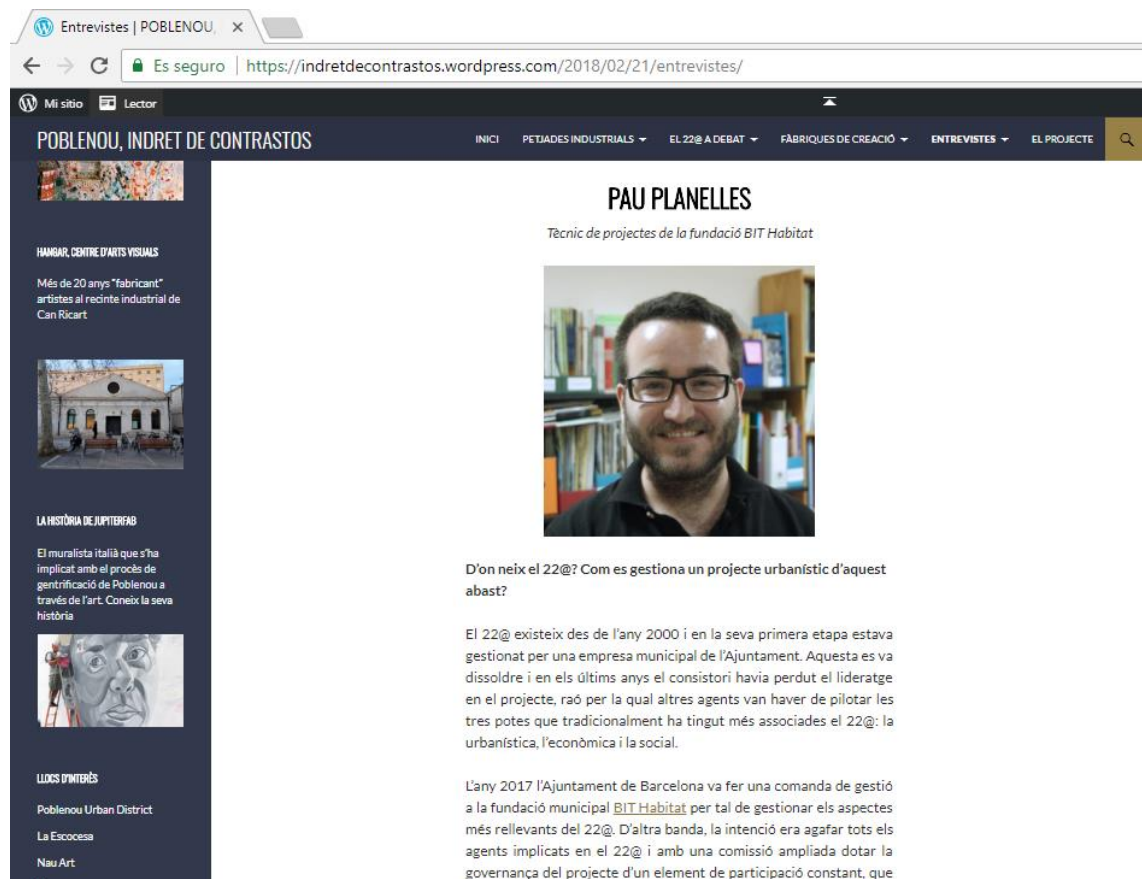 Entrevistes | POBLENOU,
Es seguro | https://indretdecontrastos.wordpress.com/2018/02/21/entrevistes/
Mi sitio Lector
POBLENOU, INDRET DE CONTRASTOS
INICI PETJADES INDUSTRIALS EL 22@ A DEBAT FÀBRIQUES DE CREACIÓ ENTREVISTES EL PROJECTE
HANGAR, CENTRE D'ARTS VISUALS
Més de 20 anys "fabricant"
artistes al recinte industrial de
Can Ricart
LA HISTÒRIA DE JUPITERFAB
El muralista italià que s'ha
implicat amb el procès de
gentrificació de Poblenou a
través de l'art. Coneix la seva
història
LLOCS D'INTERÈS
Poblenou Urban District
La Escocesa
Nau Art
PAU PLANELLES
Tècnic de projectes de la fundació BIT Habitat
D'on neix el 22@? Com es gestiona un projecte urbanístic d'aquest
abast?
El 22@ existeix des de l'any 2000 i en la seva primera etapa estava
gestionat per una empresa municipal de l'Ajuntament. Aquesta es va
dissoldre i en els últims anys el consistori havia perdut el lideratge
en el projecte, raó per la qual altres agents van haver de pilotar les
tres potes que tradicionalment ha tingut més associades el 22@: la
urbanística, l'econòmica i la social.
L'any 2017 l'Ajuntament de Barcelona va fer una comanda de gestió
a la fundació municipal BIT Habitat per tal de gestionar els aspectes
més rellevants del 22@. D'altra banda, la intenció era agafar tots els
agents implicats en el 22@ i amb una comissió ampliada dotar la
governança del projecte d'un element de participació constant, que